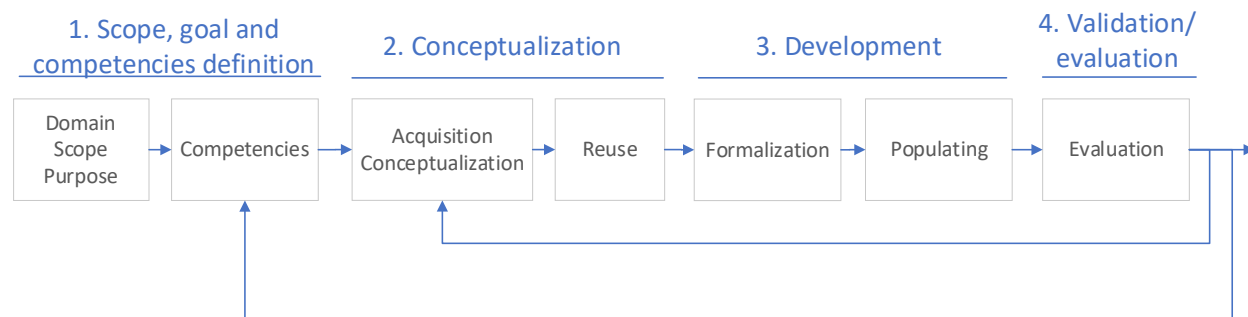 1. Scope, goal and
competencies definition
2. Conceptualization
3. Development
4. Validation/
evaluation
Domain
Scope
Purpose
Competencies
Acquisition
Conceptualization
Reuse
Formalization
Populating
Evaluation